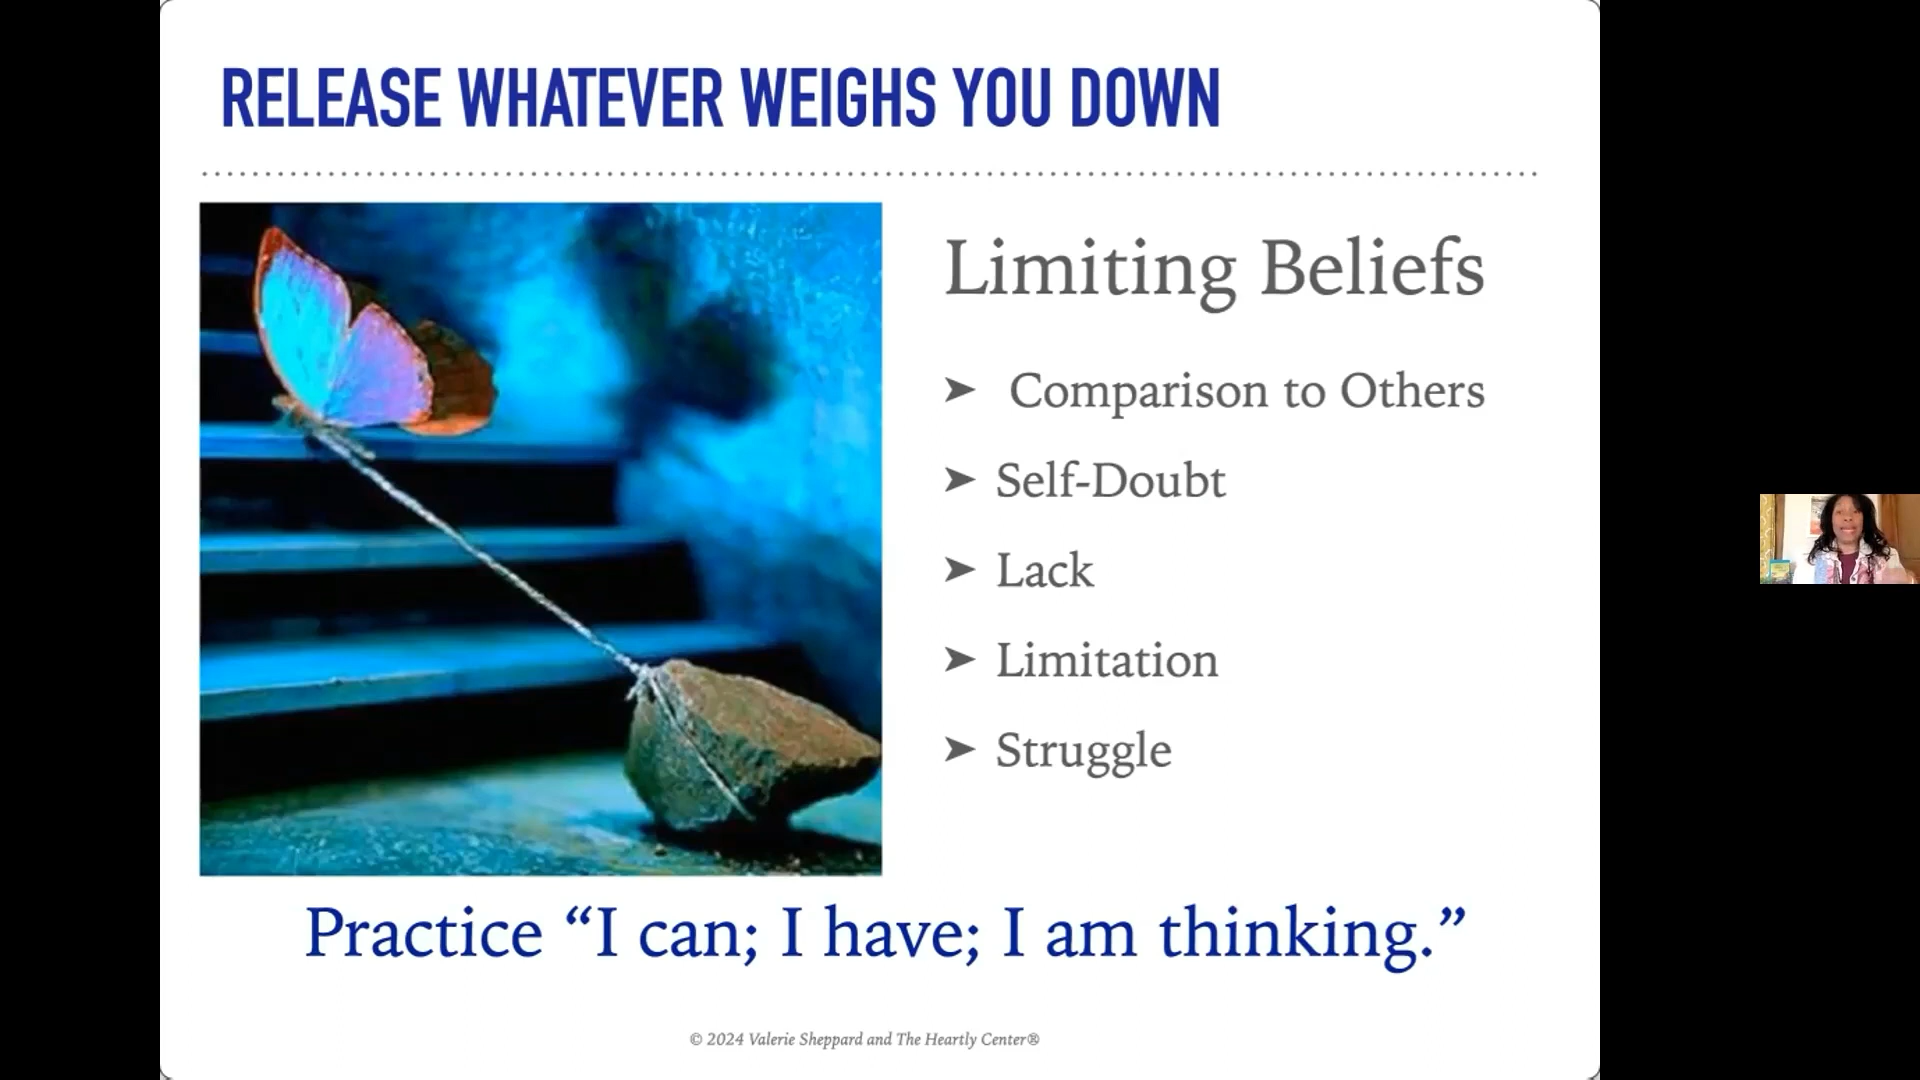 RELEASE WHATEVER WEIGHS YOU DOWN
Limiting Beliefs
➤ Comparison to Others
➤ Self-Doubt
➤ Lack
➤ Limitation
➤ Struggle
Practice “I can; I have; I am thinking.”
© 2024 Valerie Sheppard and The Heartly Center®